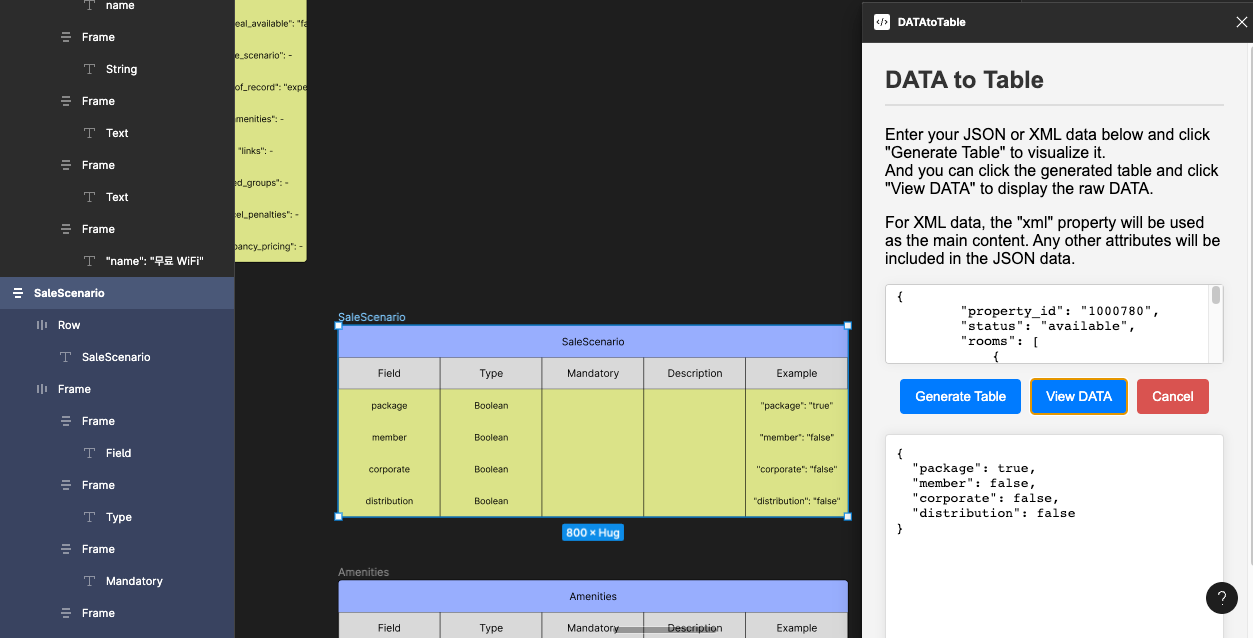 name
Frame
String
Frame
Text
Frame
Text
Frame
"name": "무료 WiFi"
SaleScenario
Row
SaleScenario
Frame
Frame
Field
Frame
Type
Frame
Mandatory
Frame
eal_available": "fa
e_scenario": -
of_record": "expe
menities": -
"links": -
ed_groups": -
cel_penalties": -
pancy_pricing": -
SaleScenario
SaleScenario
Field Type Mandatory Description Example
package Boolean "package": "true"
member Boolean "member": "false"
corporate Boolean "corporate": "false"
distribution Boolean "distribution": "false"
800 × Hug
Amenities
Amenities
Field Type Mandatory Description Example
DATAtoTable
DATA to Table
Enter your JSON or XML data below and click
"Generate Table" to visualize it.
And you can click the generated table and click
"View DATA" to display the raw DATA.
For XML data, the "xml" property will be used
as the main content. Any other attributes will be
included in the JSON data.
{
"property_id": "1000780",
"status": "available",
"rooms": [
{
Generate Table View DATA Cancel
{
"package": true,
"member": false,
"corporate": false,
"distribution": false
}
?